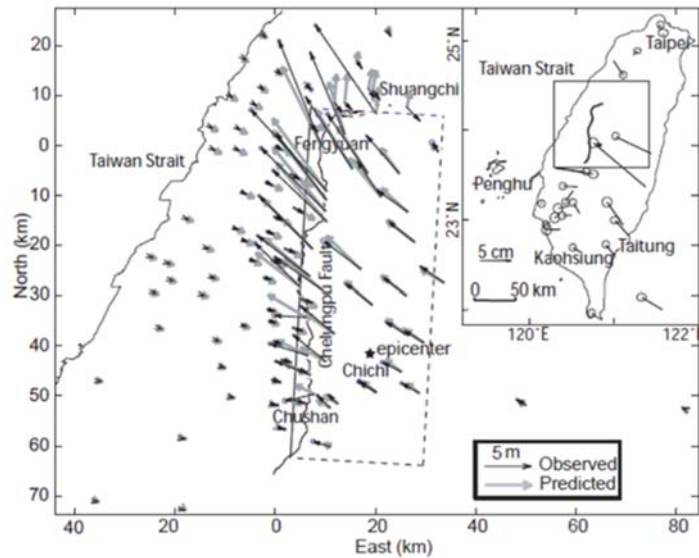 20
10
0
10
20
30
40
50
60
70
North (km)
40
20
0
20
40
60
80
East (km)
Taiwan Strait
Shuangchi
Fengyuan
Chelungpu Fault
epicenter
Chichi
Chushan
25°N
23°N
Taipei
Taiwan Strait
Penghu
5 cm
Kaohsiung
Taitung
0 50 km
120°E
122°E
5 m
Observed
Predicted